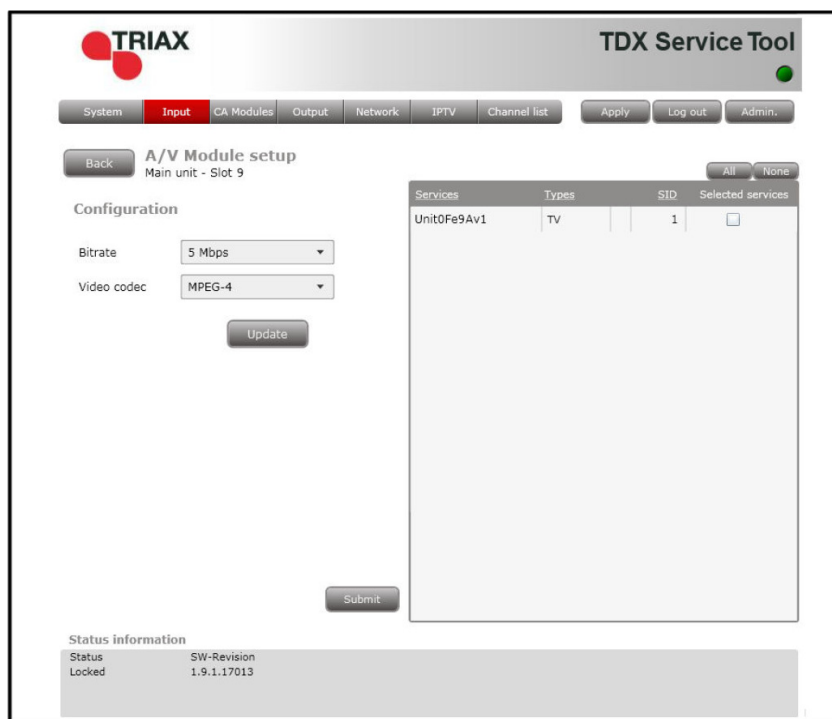 TRIAX
TDX Service Tool
System Input CA Modules Output Network IPTV Channel list Apply Log out Admin.
Back
A/V Module setup
Main unit - Slot 9
All None
Configuration
Services Types SID Selected services
Unit0Fe9Av1 TV 1
Bitrate 5 Mbps
Video codec MPEG-4
Update
Submit
Status information
Status SW-Revision
Locked 1.9.1.17013